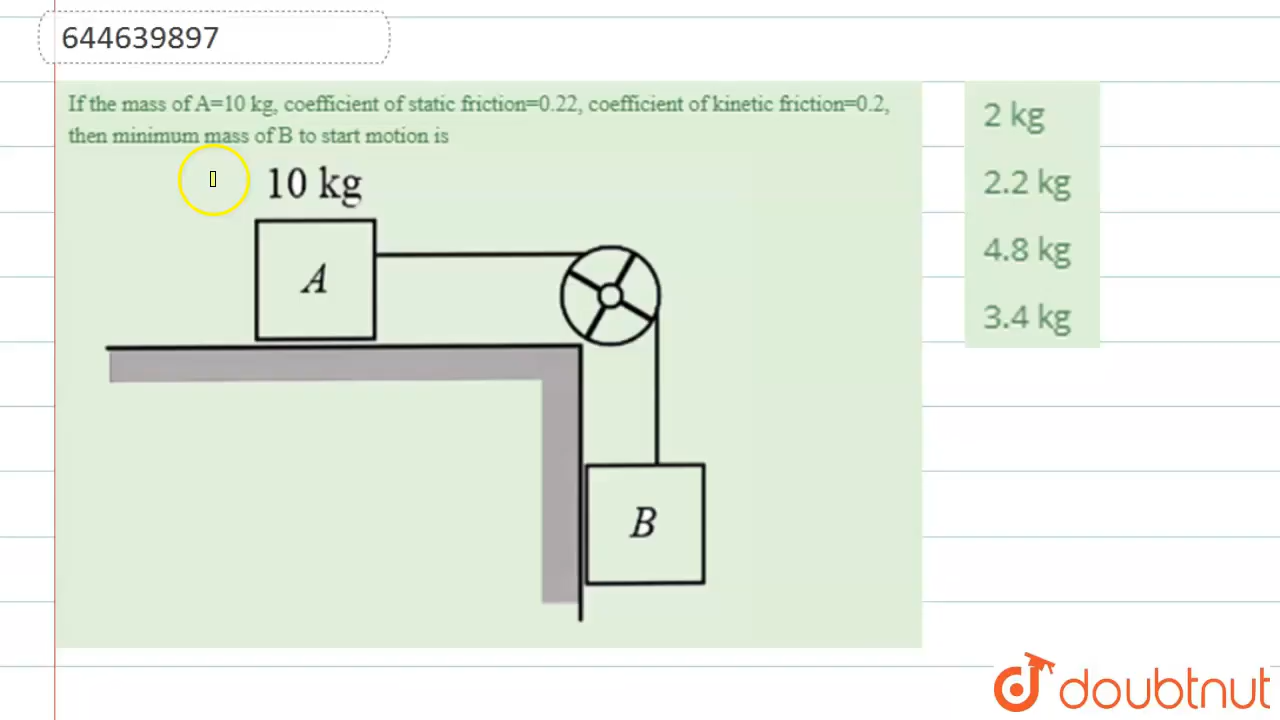 644639897
If the mass of A=10 kg, coefficient of static friction=0.22, coefficient of kinetic friction=0.2,
then minimum mass of B to start motion is
10 kg
A
B
2 kg
2.2 kg
4.8 kg
3.4 kg
doubtnut